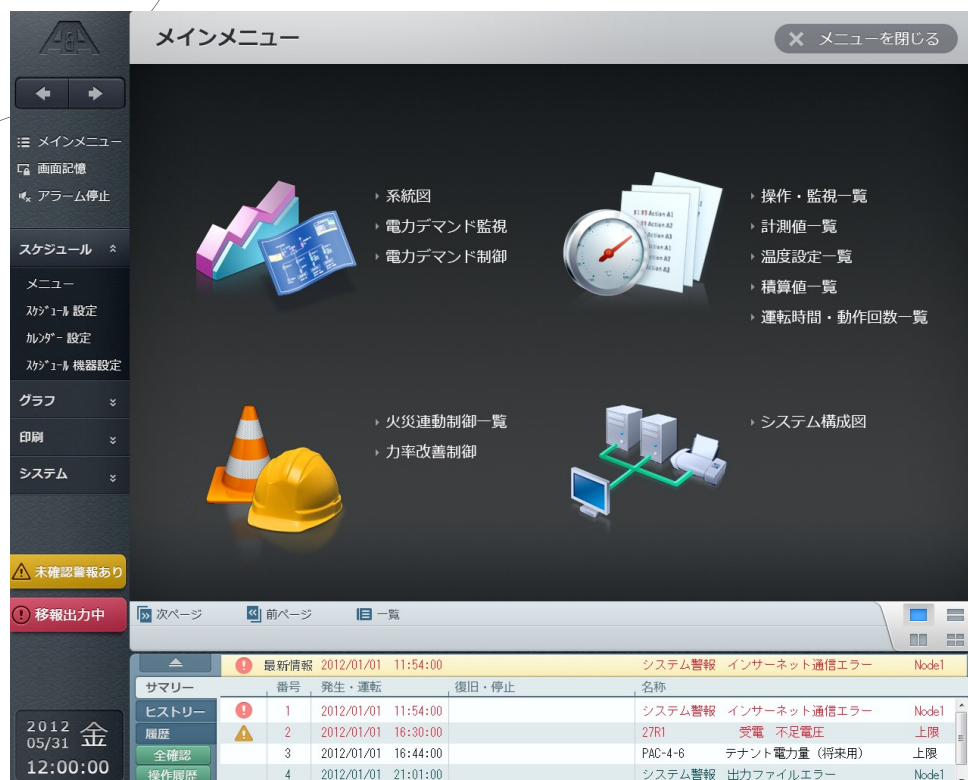 メインメニュー
メニューを閉じる
メインメニュー
画面記憶
アラーム停止
スケジュール
メニュー
ｽｹｼﾞｭｰﾙ 設定
ｶﾚﾝﾀﾞｰ 設定
ｽｹｼﾞｭｰﾙ 機器設定
グラフ
印刷
システム
未確認警報あり
移報出力中
2012 金
05/31
12:00:00
系統図
電力デマンド監視
電力デマンド制御
操作・監視一覧
計測値一覧
温度設定一覧
積算値一覧
運転時間・動作回数一覧
火災連動制御一覧
力率改善制御
システム構成図
次ページ 前ページ 一覧
最新情報 2012/01/01 11:54:00 システム警報 インサーネット通信エラー Node1
サマリー 番号 発生・運転 復旧・停止 名称
ヒストリー 1 2012/01/01 11:54:00 システム警報 インサーネット通信エラー Node1
履歴 2 2012/01/01 16:30:00 27R1 受電 不足電圧 上限
全確認 3 2012/01/01 16:44:00 PAC-4-6 テナント電力量（将来用） 上限
操作履歴 4 2012/01/01 21:01:00 システム警報 出力ファイルエラー Node1